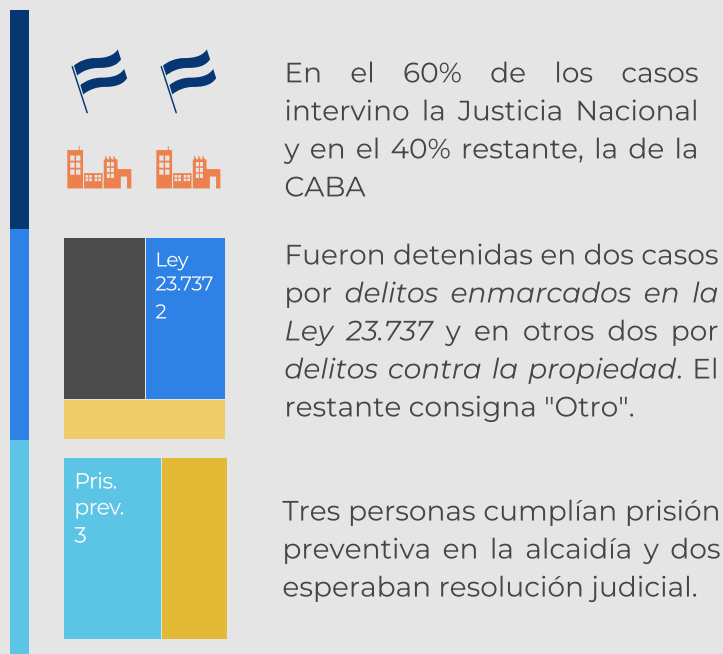 En el 60% de los casos
intervino la Justicia Nacional
y en el 40% restante, la de la
CABA
Ley
23.737
2
Fueron detenidas en dos casos
por delitos enmarcados en la
Ley 23.737 y en otros dos por
delitos contra la propiedad. El
restante consigna "Otro".
Pris.
prev.
3
Tres personas cumplían prisión
preventiva en la alcaidía y dos
esperaban resolución judicial.